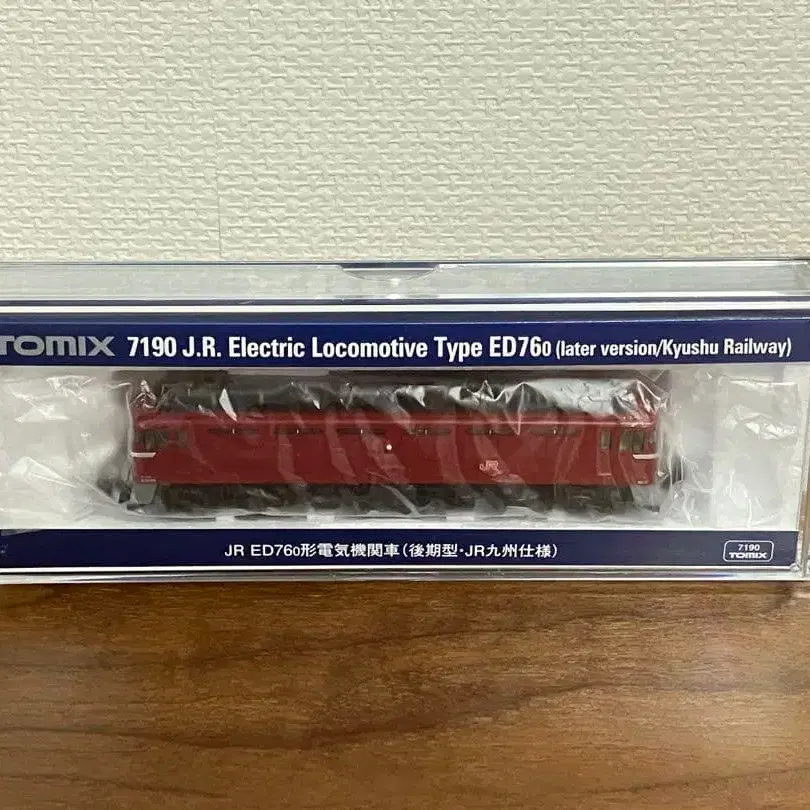 TOMIX 7190 J.R. Electric Locomotive Type ED760 (later version/Kyushu Railway)
JR
JR ED760形電気機関車(後期型・JR九州仕様)
7190
TOMIX